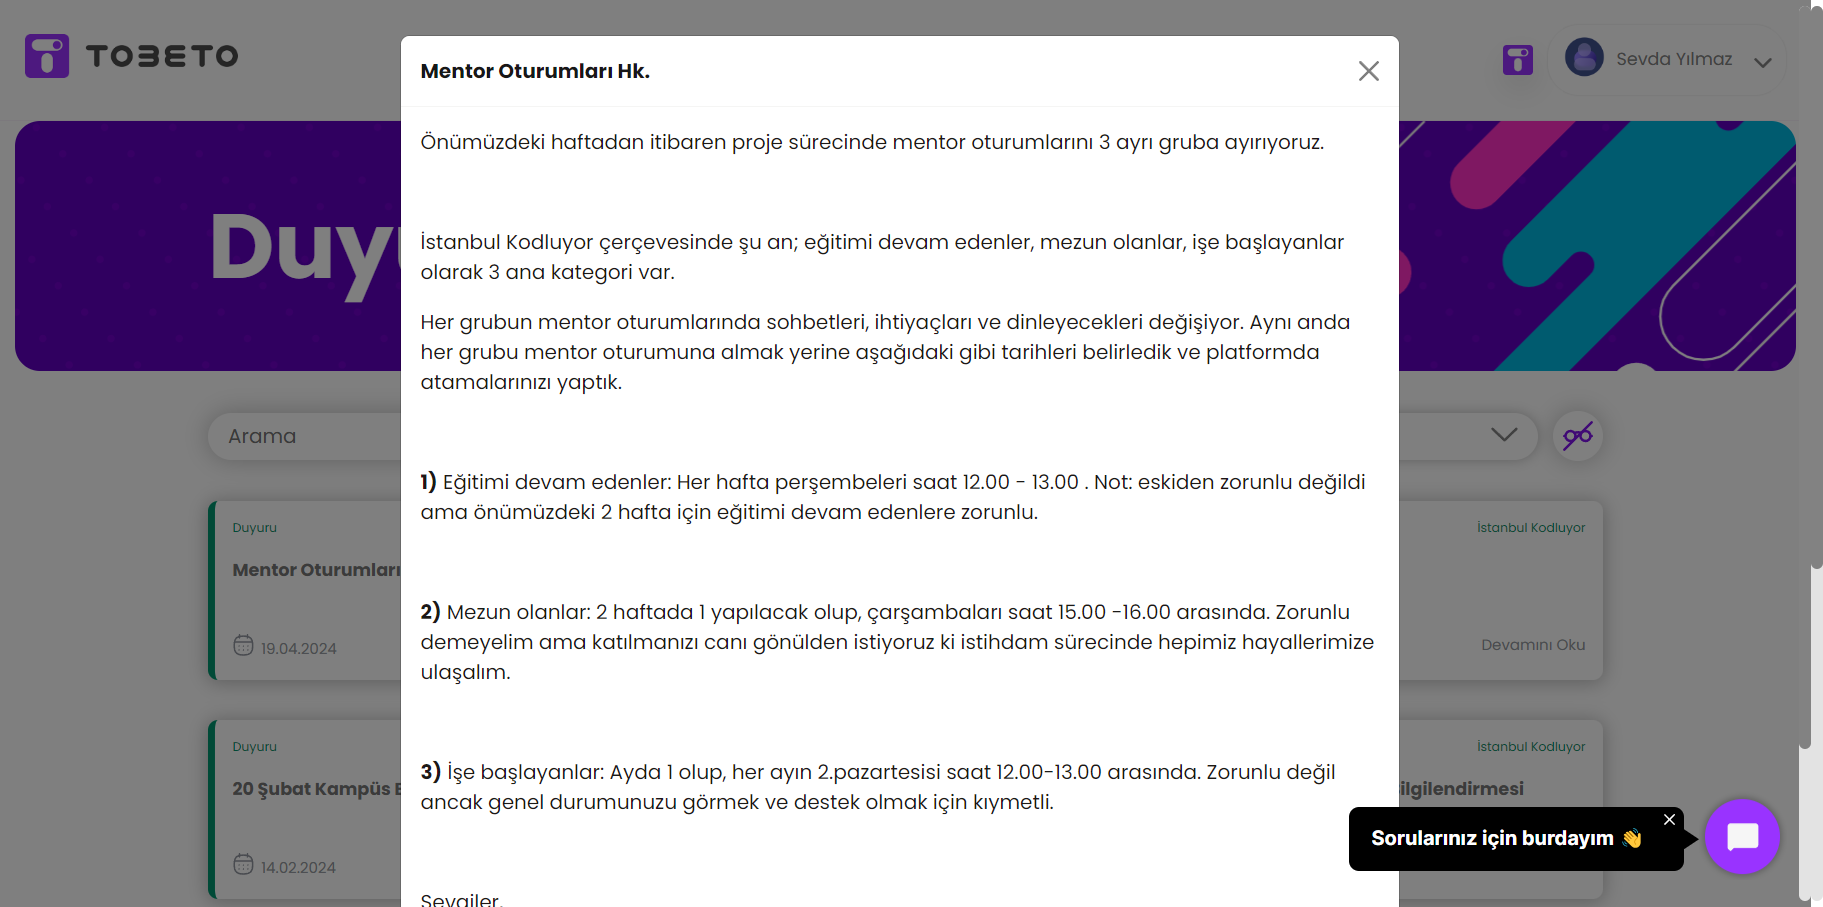 TOBETO
Sevda Yılmaz
Mentor Oturumları Hk.
Önümüzdeki haftadan itibaren proje sürecinde mentor oturumlarını 3 ayrı gruba ayırıyoruz.
İstanbul Kodluyor çerçevesinde şu an; eğitimi devam edenler, mezun olanlar, işe başlayanlar
olarak 3 ana kategori var.
Her grubun mentor oturumlarında sohbetleri, ihtiyaçları ve dinleyecekleri değişiyor. Aynı anda
her grubu mentor oturumuna almak yerine aşağıdaki gibi tarihleri belirledik ve platformda
atamalarınızı yaptık.
1) Eğitimi devam edenler: Her hafta perşembeleri saat 12.00 - 13.00 . Not: eskiden zorunlu değildi
ama önümüzdeki 2 hafta için eğitimi devam edenlere zorunlu.
2) Mezun olanlar: 2 haftada 1 yapılacak olup, çarşambaları saat 15.00 -16.00 arasında. Zorunlu
demeyelim ama katılmanızı canı gönülden istiyoruz ki istihdam sürecinde hepimiz hayallerimize
ulaşalım.
3) İşe başlayanlar: Ayda 1 olup, her ayın 2.pazartesisi saat 12.00-13.00 arasında. Zorunlu değil
ancak genel durumunuzu görmek ve destek olmak için kıymetli.
Sevgiler,
Duyu
Arama
Duyuru
İstanbul Kodluyor
Mentor Oturumları
19.04.2024
Devamını Oku
Duyuru
İstanbul Kodluyor
20 Şubat Kampüs
ilgilendirmesi
14.02.2024
Sorularınız için burdayım 👋